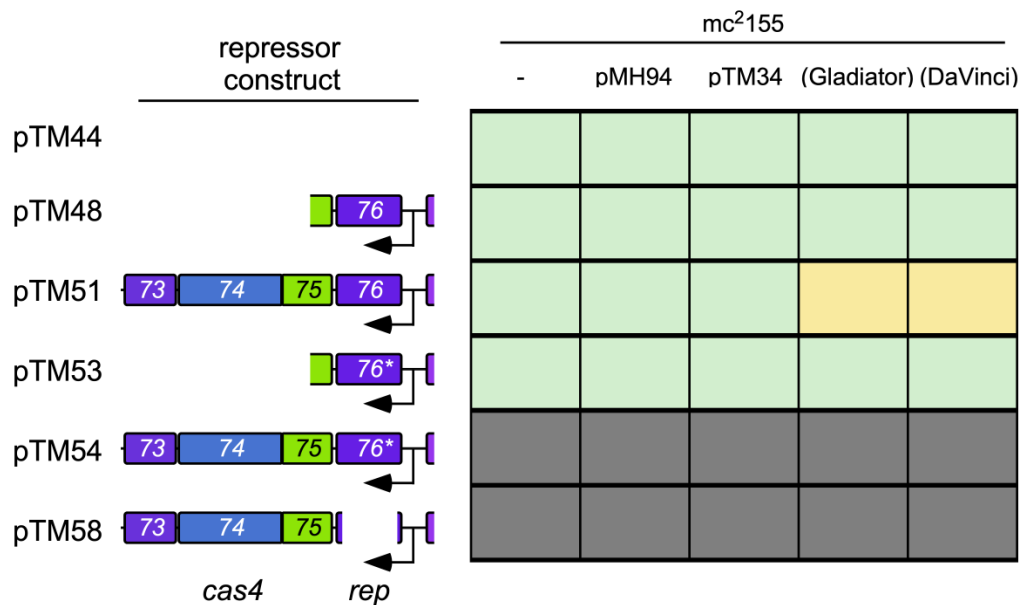 repressor
construct
mc²155
- pMH94 pTM34 (Gladiator) (DaVinci)
pTM44
pTM48 76
pTM51 73 74 75 76
pTM53 76*
pTM54 73 74 75 76*
pTM58 73 74 75
cas4 rep